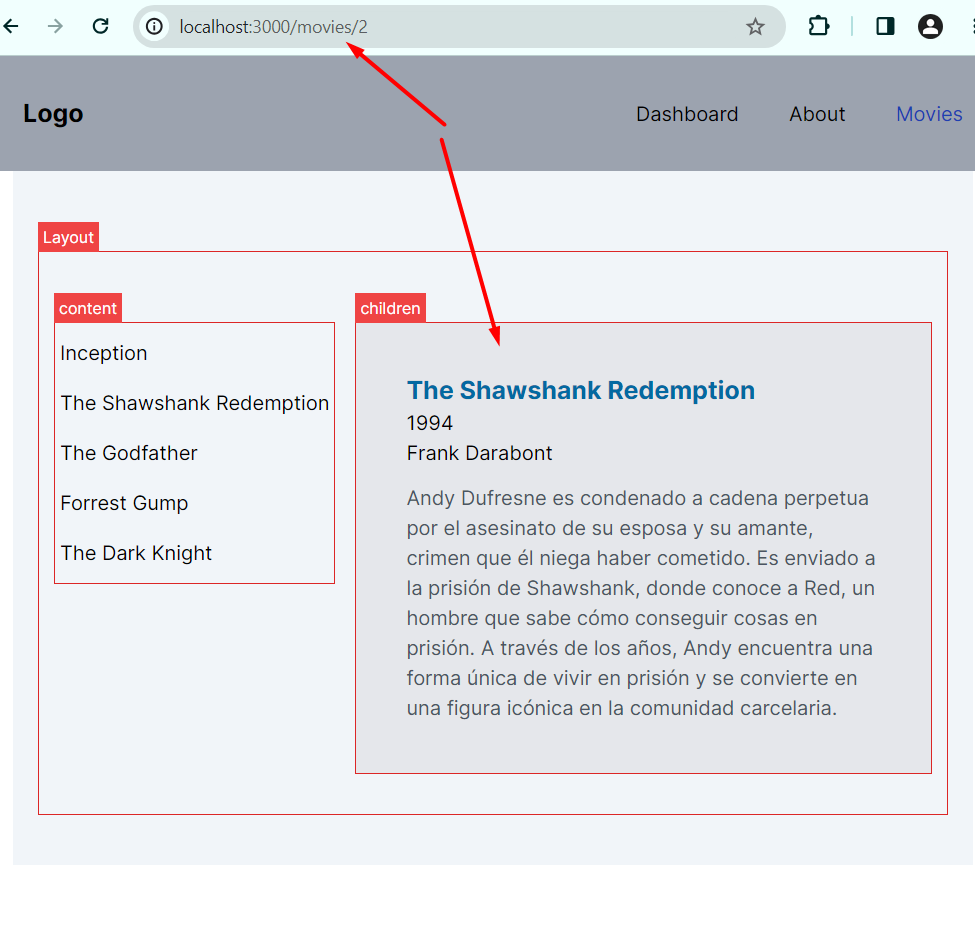 localhost:3000/movies/2
Logo
Dashboard
About
Movies
Layout
content
Inception
The Shawshank Redemption
The Godfather
Forrest Gump
The Dark Knight
children
The Shawshank Redemption
1994
Frank Darabont
Andy Dufresne es condenado a cadena perpetua
por el asesinato de su esposa y su amante,
crimen que él niega haber cometido. Es enviado a
la prisión de Shawshank, donde conoce a Red, un
hombre que sabe cómo conseguir cosas en
prisión. A través de los años, Andy encuentra una
forma única de vivir en prisión y se convierte en
una figura icónica en la comunidad carcelaria.